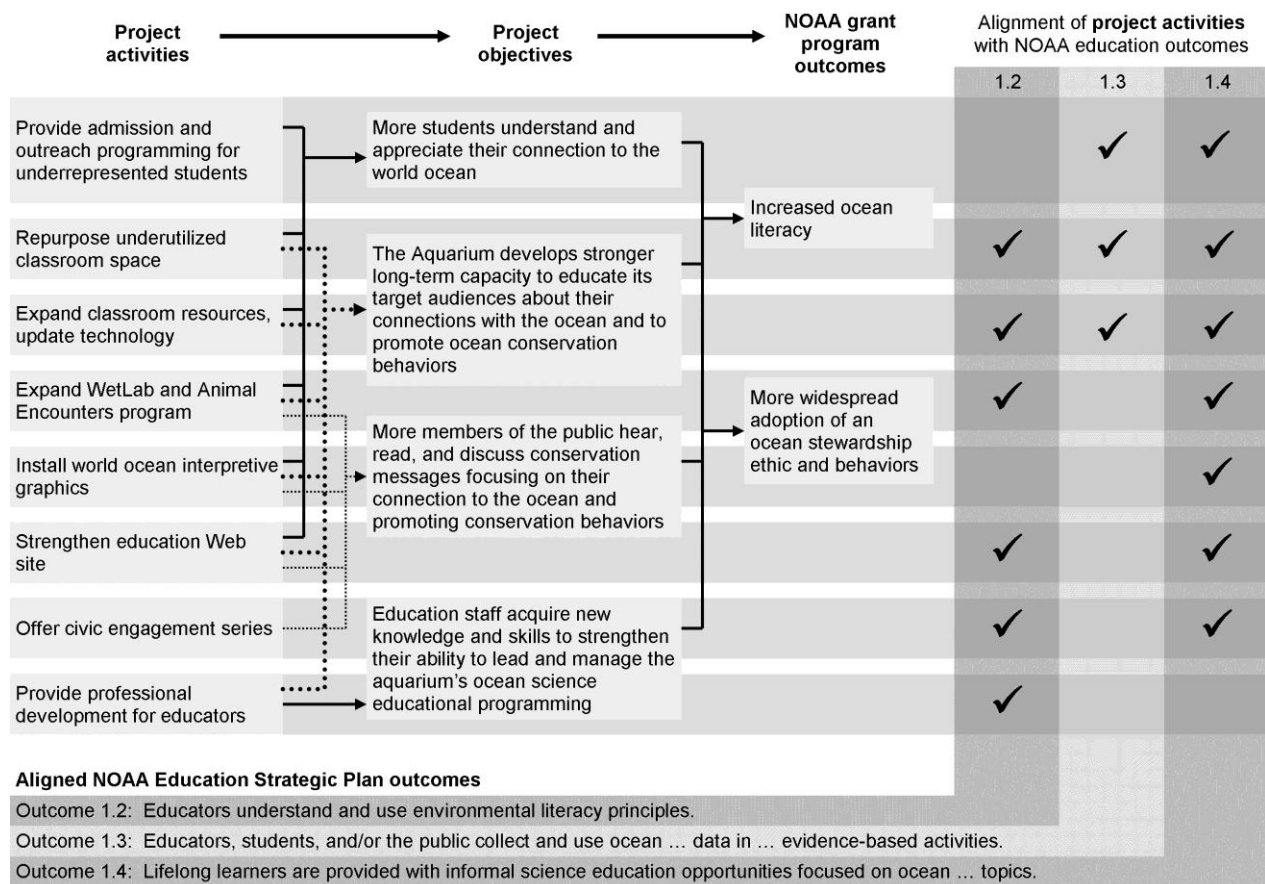 Project
activities
Project
objectives
NOAA grant
program
outcomes
Alignment of project activities
with NOAA education outcomes
1.2
1.3
1.4
Provide admission and
outreach programming for
underrepresented students
Repurpose underutilized
classroom space
Expand classroom resources,
update technology
Expand WetLab and Animal
Encounters program
Install world ocean interpretive
graphics
Strengthen education Web
site
Offer civic engagement series
Provide professional
development for educators
More students understand and
appreciate their connection to the
world ocean
The Aquarium develops stronger
long-term capacity to educate its
target audiences about their
connections with the ocean and to
promote ocean conservation
behaviors
More members of the public hear,
read, and discuss conservation
messages focusing on their
connection to the ocean and
promoting conservation behaviors
Education staff acquire new
knowledge and skills to strengthen
their ability to lead and manage the
aquarium's ocean science
educational programming
Increased ocean
literacy
More widespread
adoption of an
ocean stewardship
ethic and behaviors
Aligned NOAA Education Strategic Plan outcomes
Outcome 1.2: Educators understand and use environmental literacy principles.
Outcome 1.3: Educators, students, and/or the public collect and use ocean … data in … evidence-based activities.
Outcome 1.4: Lifelong learners are provided with informal science education opportunities focused on ocean … topics.